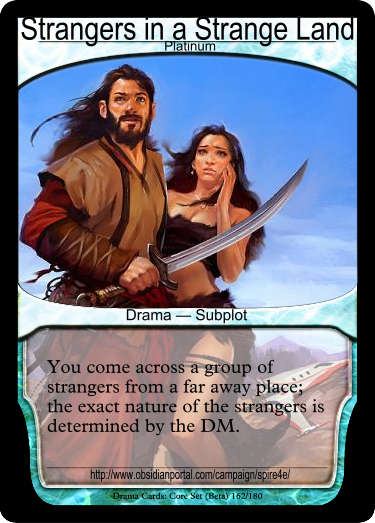 Strangers in a Strange Land
Platinum
Drama — Subplot
You come across a group of
strangers from a far away place;
the exact nature of the strangers is
determined by the DM.
http://www.obsidianportal.com/campaign/spire4e/
Drama Cards: Core Set (Beta) 162/180